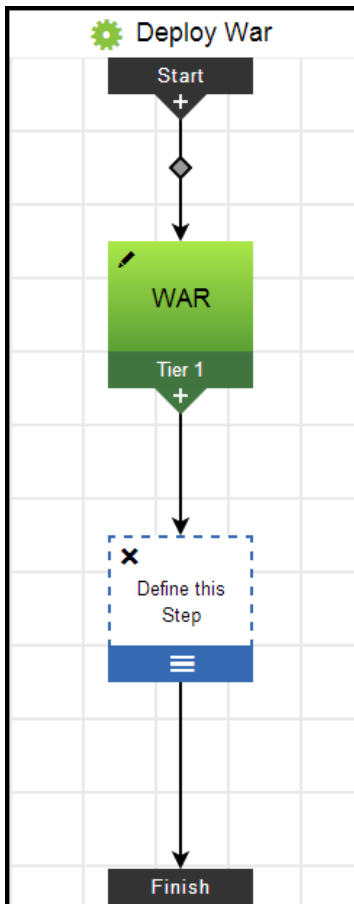 Deploy War
Start
WAR
Tier 1
Define this
Step
Finish